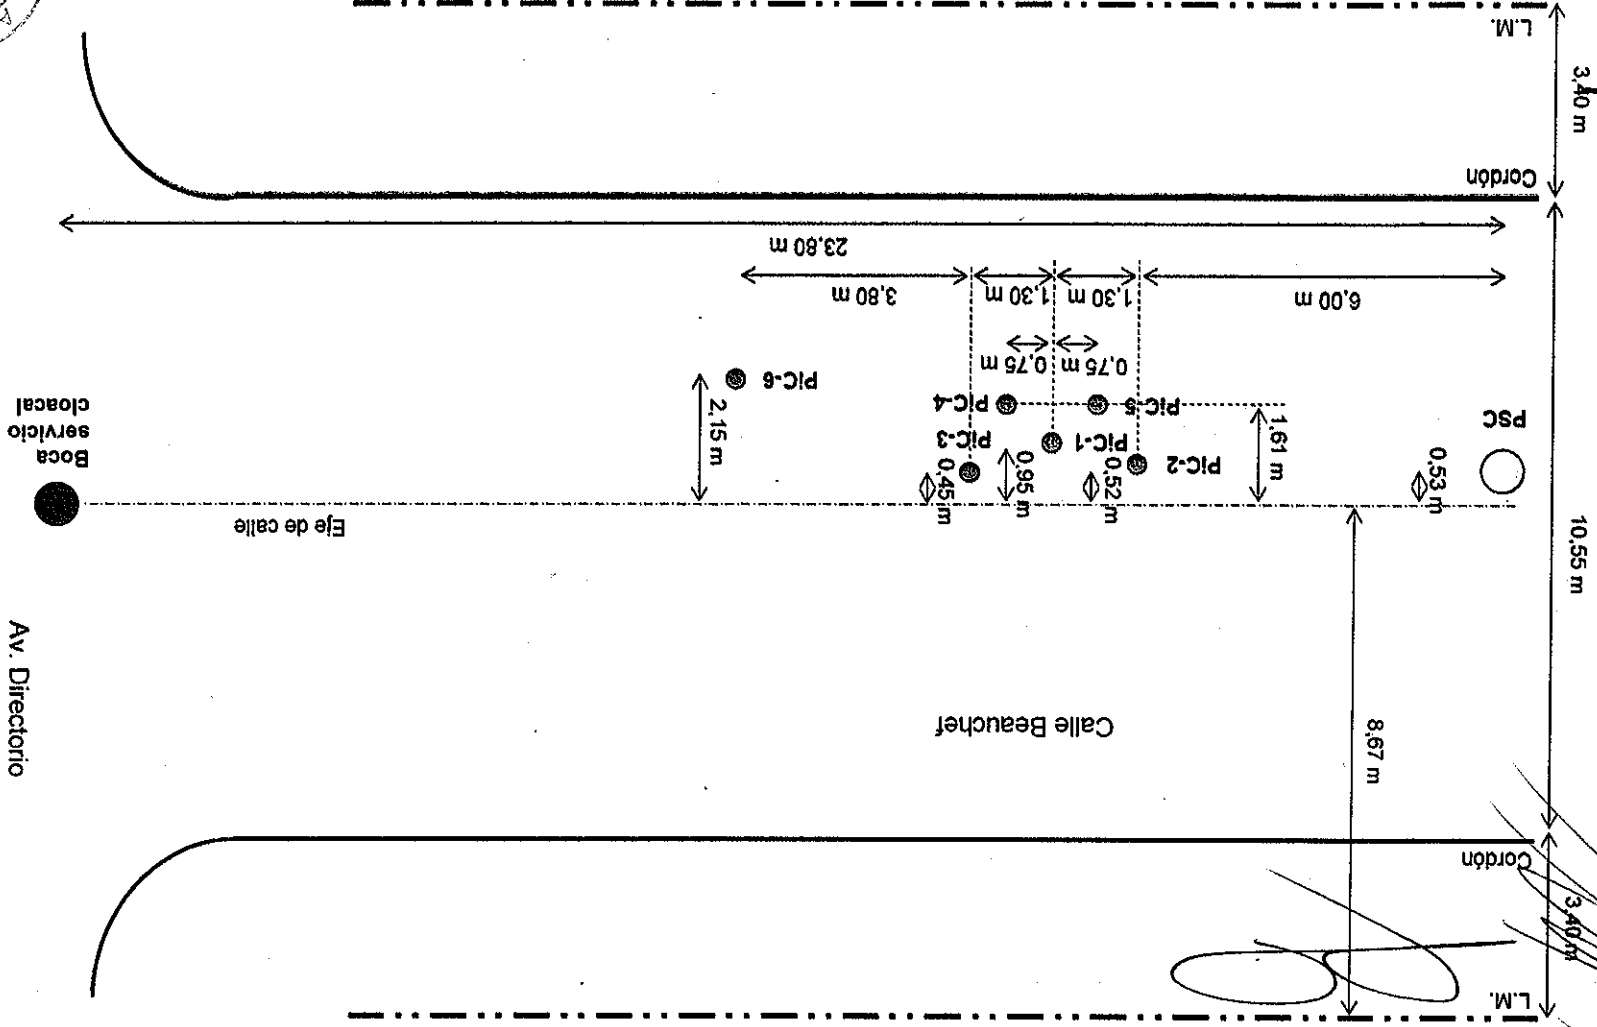 L.M.
3,40 m
Cordón
8,67 m
Calle Beauchef
Av. Directorio
10,55 m
Eje de calle
Boca
servicio
cloacal
PSC
0,53 m
PiC-2
0,52 m
1,61 m
PiC-1
0,95 m
PiC-3
0,45 m
PiC-5
PiC-4
PiC-6
2,15 m
0,75 m
0,75 m
6,00 m
1,30 m
1,30 m
3,80 m
23,80 m
Cordón
3,40 m
L.M.